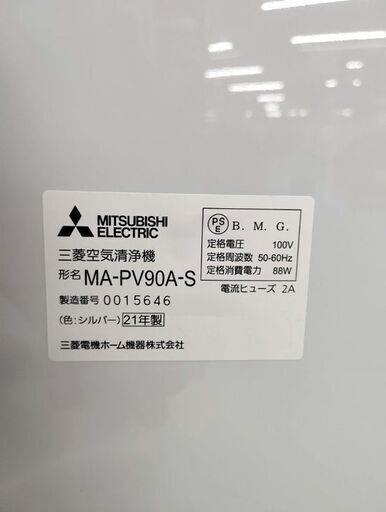 MITSUBISHI
ELECTRIC
三菱空気清浄機
形名 MA-PV90A-S
製造番号 0015646
(色:シルバー) 21年製
三菱電機ホーム機器株式会社
PS
E
B. M. G.
定格電圧 100V
定格周波数 50-60Hz
定格消費電力 88W
電流ヒューズ 2A